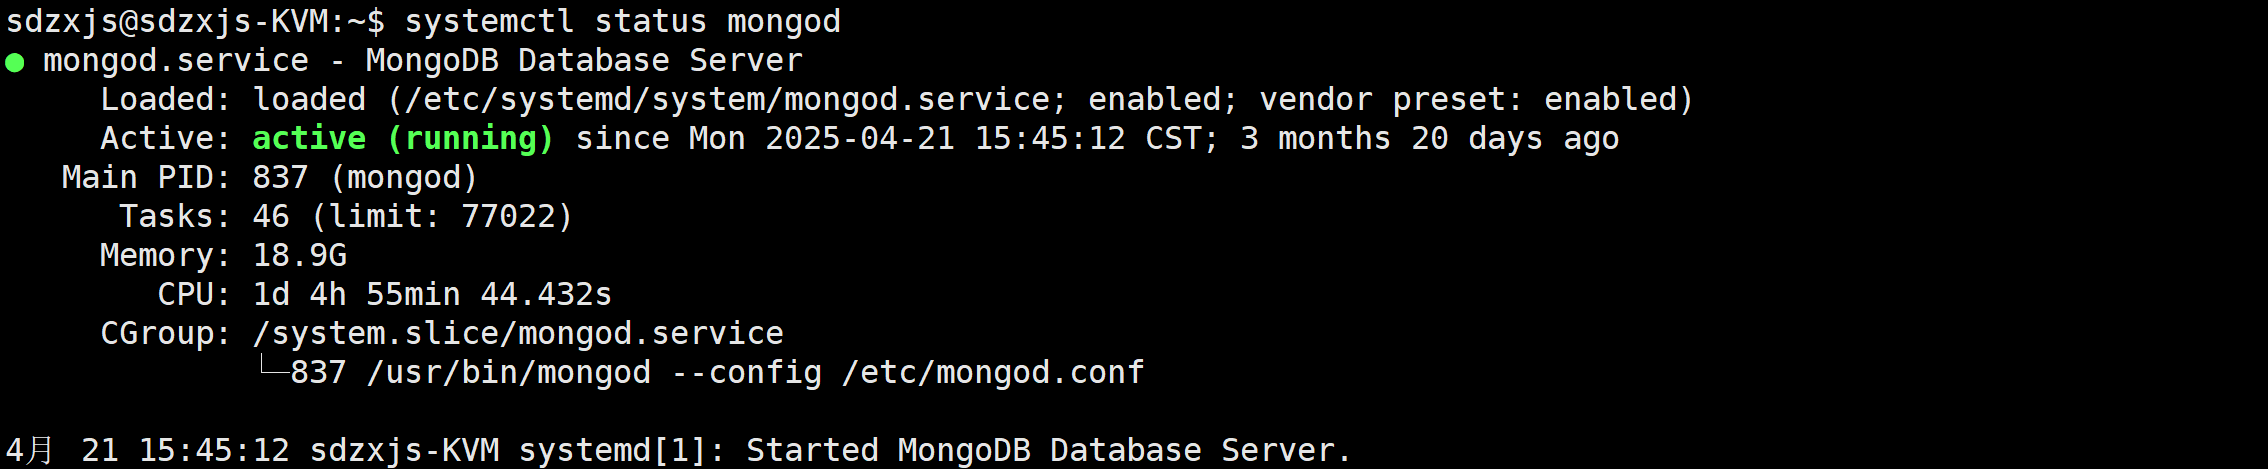 sdzxjs@sdzxjs-KVM:~$ systemctl status mongod
● mongod.service - MongoDB Database Server
Loaded: loaded (/etc/systemd/system/mongod.service; enabled; vendor preset: enabled)
Active: active (running) since Mon 2025-04-21 15:45:12 CST; 3 months 20 days ago
Main PID: 837 (mongod)
Tasks: 46 (limit: 77022)
Memory: 18.9G
CPU: 1d 4h 55min 44.432s
CGroup: /system.slice/mongod.service
└─837 /usr/bin/mongod --config /etc/mongod.conf
4月 21 15:45:12 sdzxjs-KVM systemd[1]: Started MongoDB Database Server.